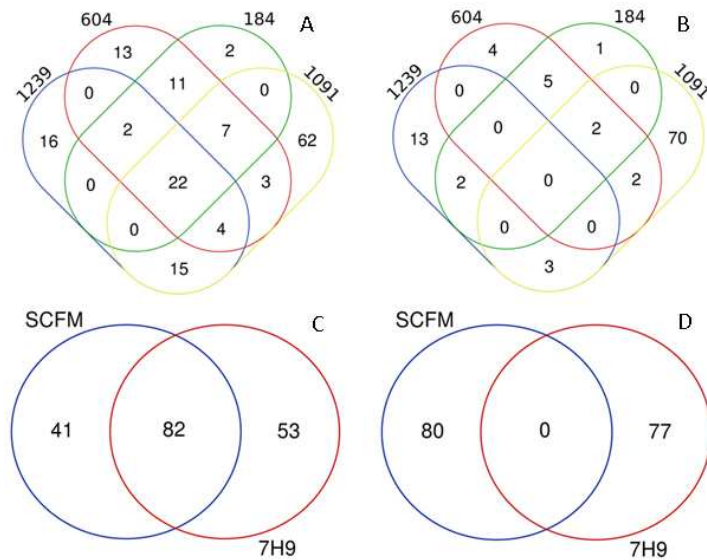 604 184 A
1239 13 2 1091
0 11 0
16 2 7 62
0 22 3
0 4
15
604 184 B
1239 4 1 1091
0 5 0
13 0 2 70
2 0 2
0 0
3
SCFM C
41 82 53
7H9
SCFM D
80 0 77
7H9